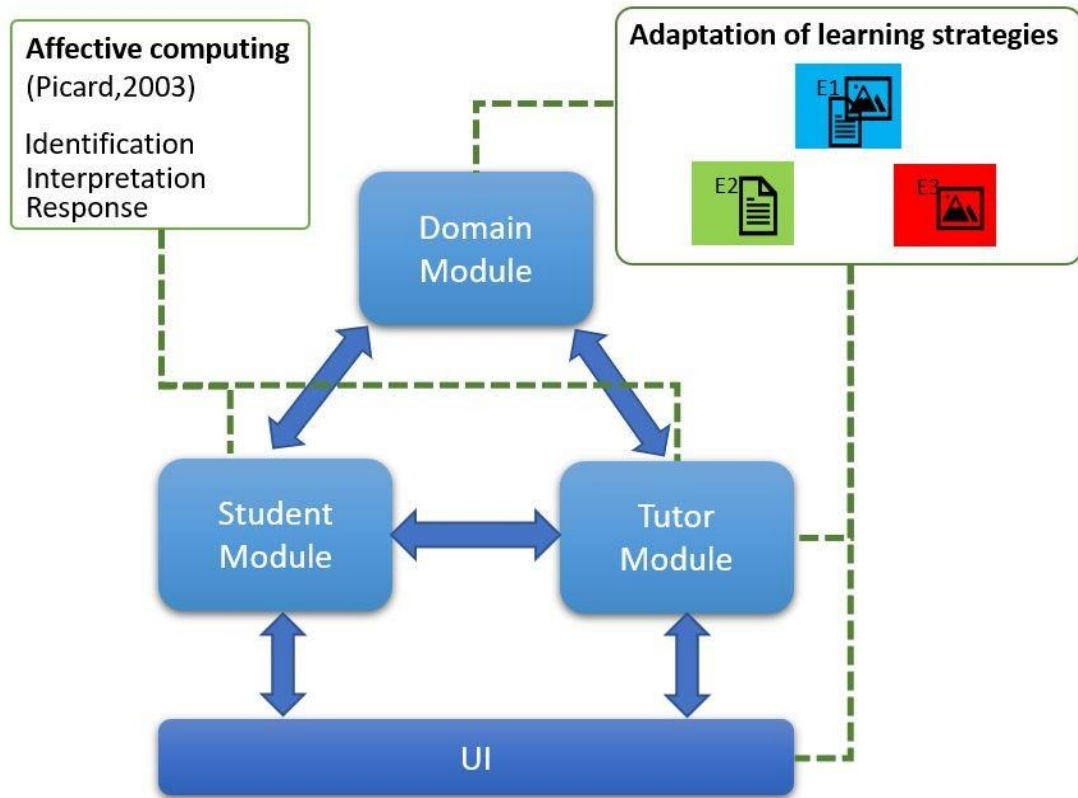 Affective computing
(Picard,2003)
Identification
Interpretation
Response
Adaptation of learning strategies
E1
E2
E3
Domain
Module
Student
Module
Tutor
Module
UI